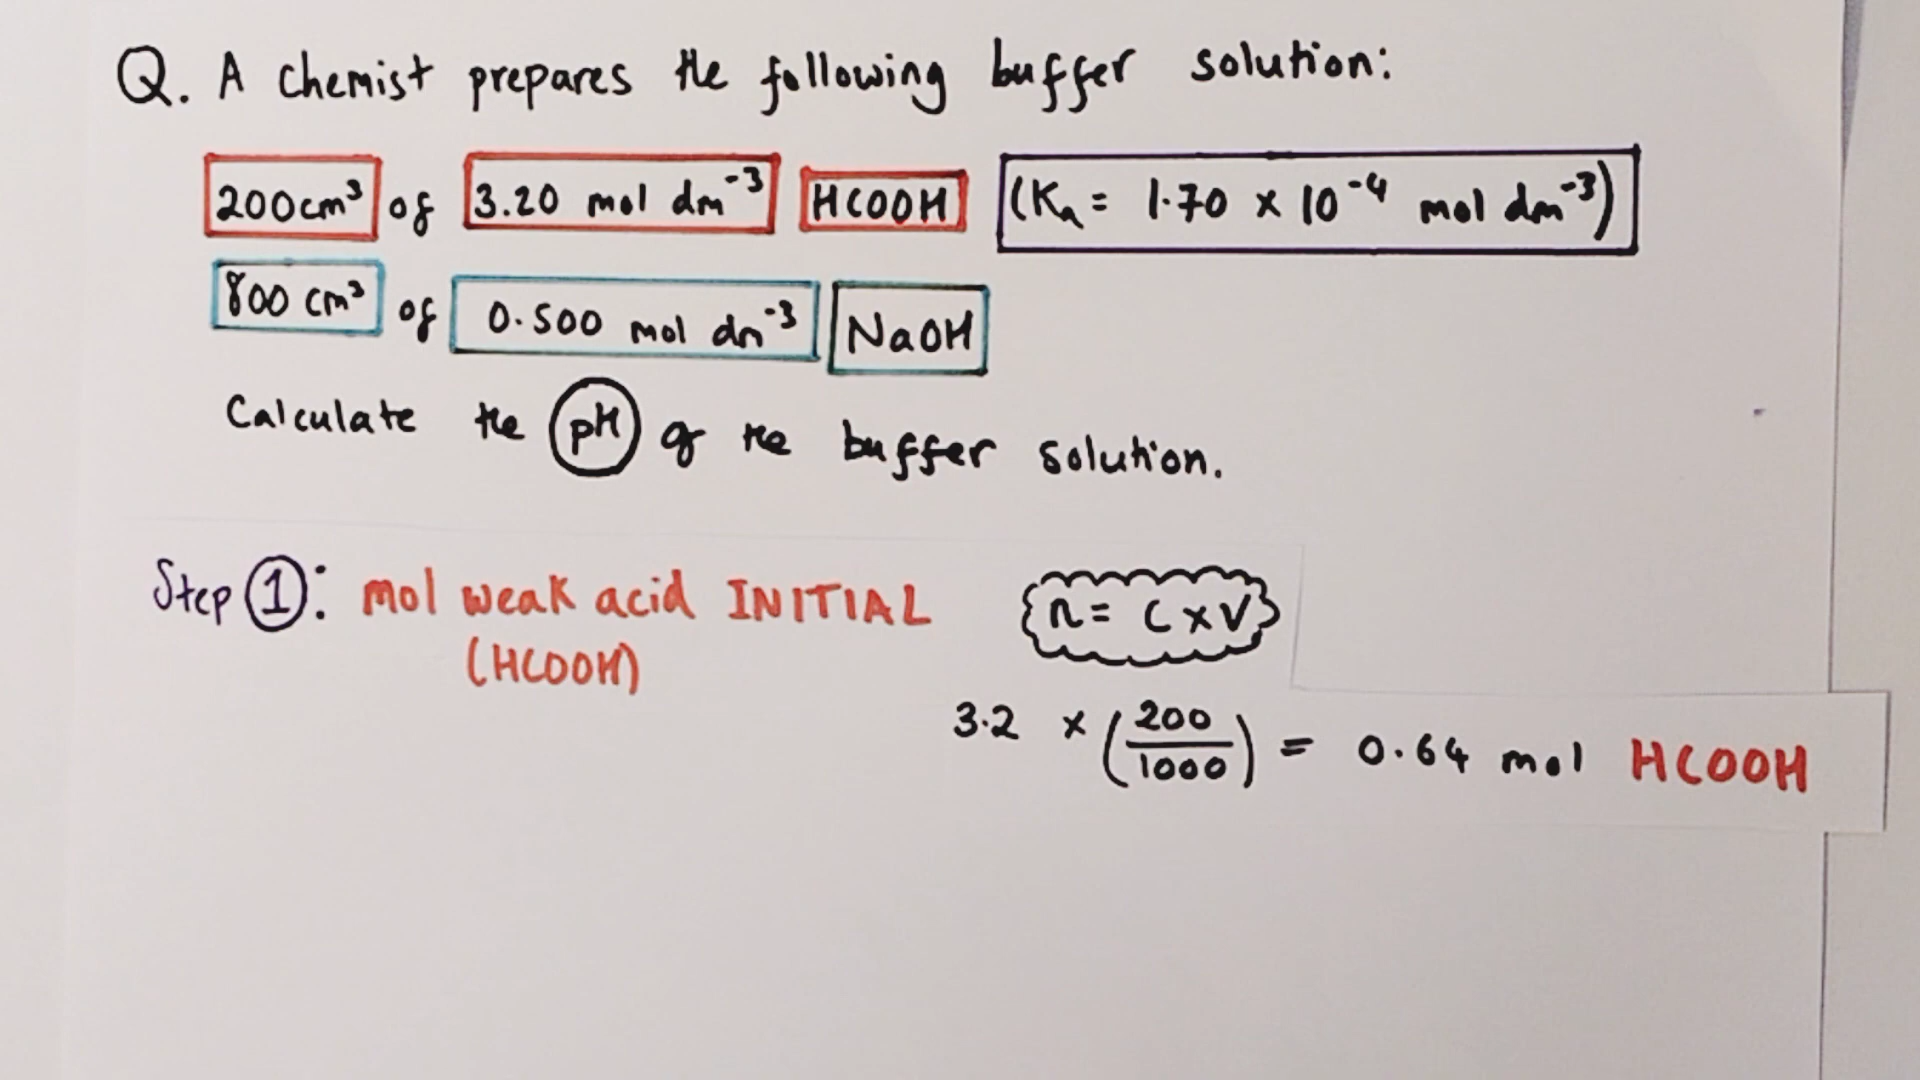 Q. A chemist prepares the following buffer solution:
200cm³ of 3.20 mol dm⁻³ HCOOH (Ka = 1.70 x 10⁻⁴ mol dm⁻³)
800 cm³ of 0.500 mol dm⁻³ NaOH
Calculate the pH of the buffer solution.
Step 1: mol weak acid INITIAL n = C x V
(HCOOH)
3.2 x (200/1000) = 0.64 mol HCOOH